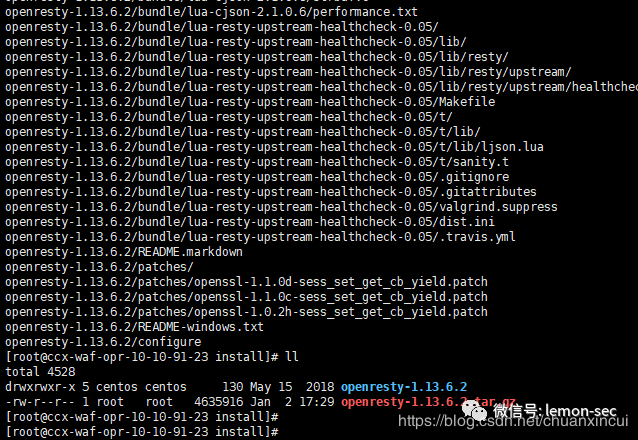 openresty-1.13.6.2/bundle/lua-cjson-2.1.0.6/performance.txt
openresty-1.13.6.2/bundle/lua-resty-upstream-healthcheck-0.05/
openresty-1.13.6.2/bundle/lua-resty-upstream-healthcheck-0.05/lib/
openresty-1.13.6.2/bundle/lua-resty-upstream-healthcheck-0.05/lib/resty/
openresty-1.13.6.2/bundle/lua-resty-upstream-healthcheck-0.05/lib/resty/upstream/
openresty-1.13.6.2/bundle/lua-resty-upstream-healthcheck-0.05/lib/resty/upstream/healthchec
openresty-1.13.6.2/bundle/lua-resty-upstream-healthcheck-0.05/Makefile
openresty-1.13.6.2/bundle/lua-resty-upstream-healthcheck-0.05/t/
openresty-1.13.6.2/bundle/lua-resty-upstream-healthcheck-0.05/t/lib/
openresty-1.13.6.2/bundle/lua-resty-upstream-healthcheck-0.05/t/lib/ljson.lua
openresty-1.13.6.2/bundle/lua-resty-upstream-healthcheck-0.05/t/sanity.t
openresty-1.13.6.2/bundle/lua-resty-upstream-healthcheck-0.05/.gitignore
openresty-1.13.6.2/bundle/lua-resty-upstream-healthcheck-0.05/.gitattributes
openresty-1.13.6.2/bundle/lua-resty-upstream-healthcheck-0.05/valgrind.suppress
openresty-1.13.6.2/bundle/lua-resty-upstream-healthcheck-0.05/dist.ini
openresty-1.13.6.2/bundle/lua-resty-upstream-healthcheck-0.05/.travis.yml
openresty-1.13.6.2/README.markdown
openresty-1.13.6.2/patches/
openresty-1.13.6.2/patches/openssl-1.1.0d-sess_set_get_cb_yield.patch
openresty-1.13.6.2/patches/openssl-1.1.0c-sess_set_get_cb_yield.patch
openresty-1.13.6.2/patches/openssl-1.0.2h-sess_set_get_cb_yield.patch
openresty-1.13.6.2/README-windows.txt
openresty-1.13.6.2/configure
[root@ccx-waf-opr-10-10-91-23 install]# ll
total 4528
drwxrwxr-x 5 centos centos 130 May 15 2018 openresty-1.13.6.2
-rw-r--r-- 1 root root 4635916 Jan 2 17:29 openresty-1.13.6.2.tar.gz
微信号: lemon-sec
[root@ccx-waf-opr-10-10-91-23 install]#
[root@ccx-waf-opr-10-10-91-23 install]#
https://blog.csdn.net/chuanxincui